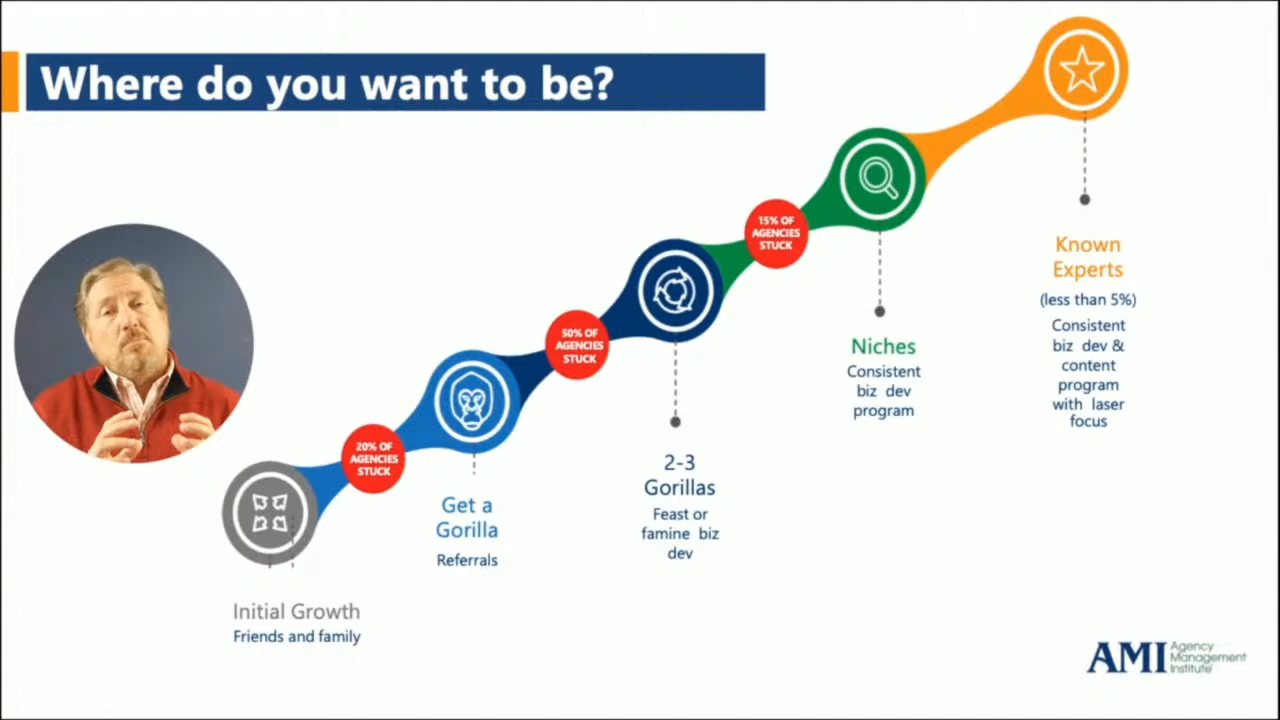 Where do you want to be?
15% OF
AGENCIES
STUCK
Known
Experts
(less than 5%)
Consistent
biz dev &
content
program
with laser
focus
50% OF
AGENCIES
STUCK
Niches
Consistent
biz dev
program
20% OF
AGENCIES
STUCK
2-3
Gorillas
Feast or
famine biz
dev
Get a
Gorilla
Referrals
Initial Growth
Friends and family
AMI Agency
Management
Institute